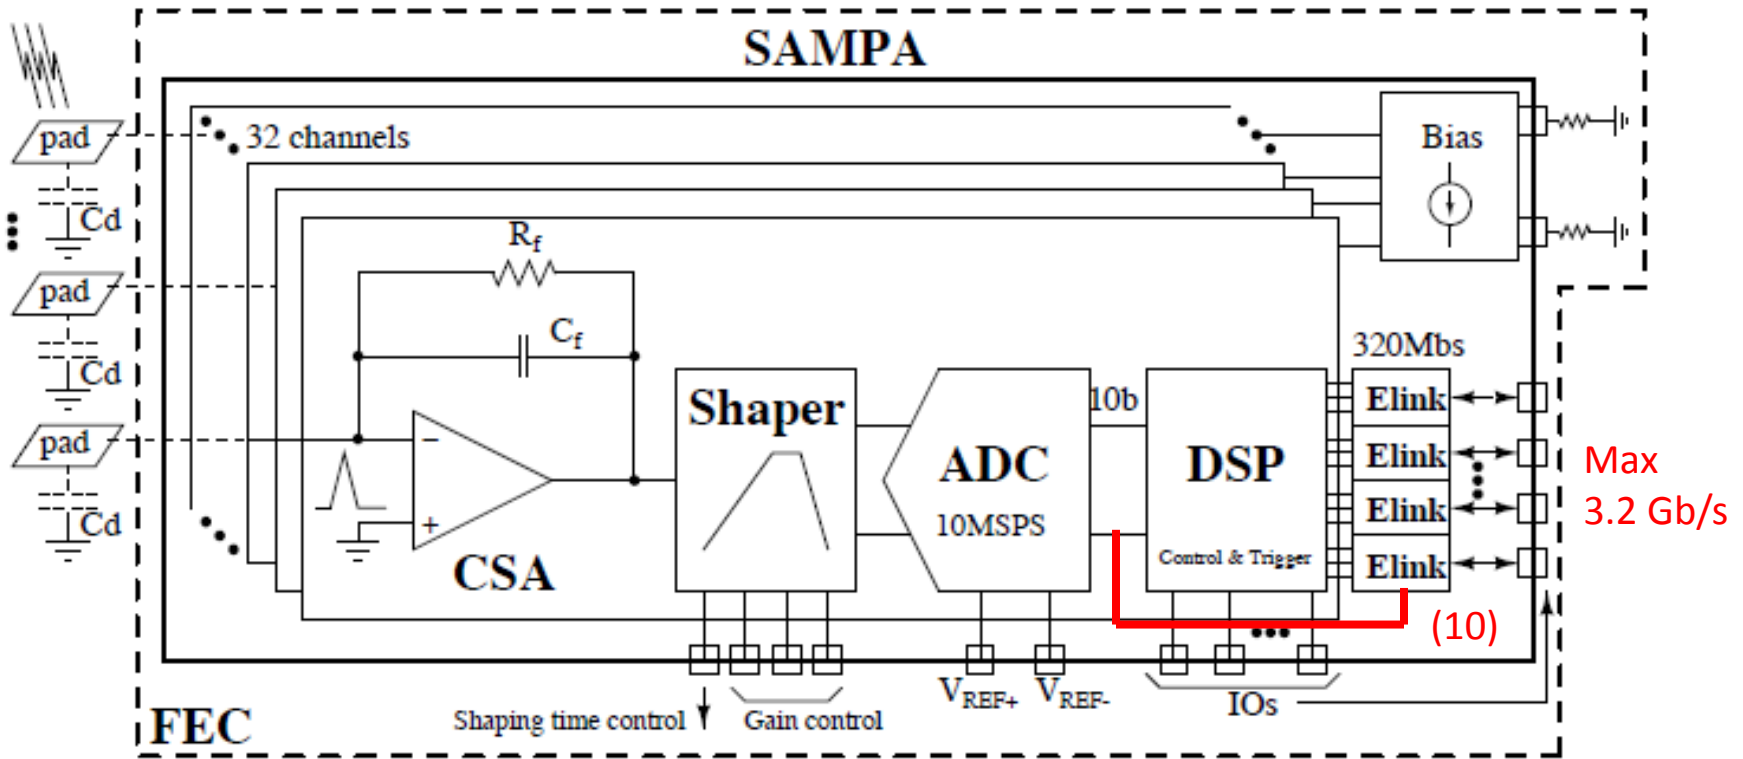 SAMPA
pad
32 channels
Bias
Cd
Rf
pad
Cf
320Mbs
Cd
Shaper
10b
Elink
pad
−
ADC
DSP
Elink
Max
10MSPS
Elink
3.2 Gb/s
Cd
+
CSA
Control & Trigger
Elink
(10)
VREF+
VREF-
IOs
FEC
Shaping time control
Gain control